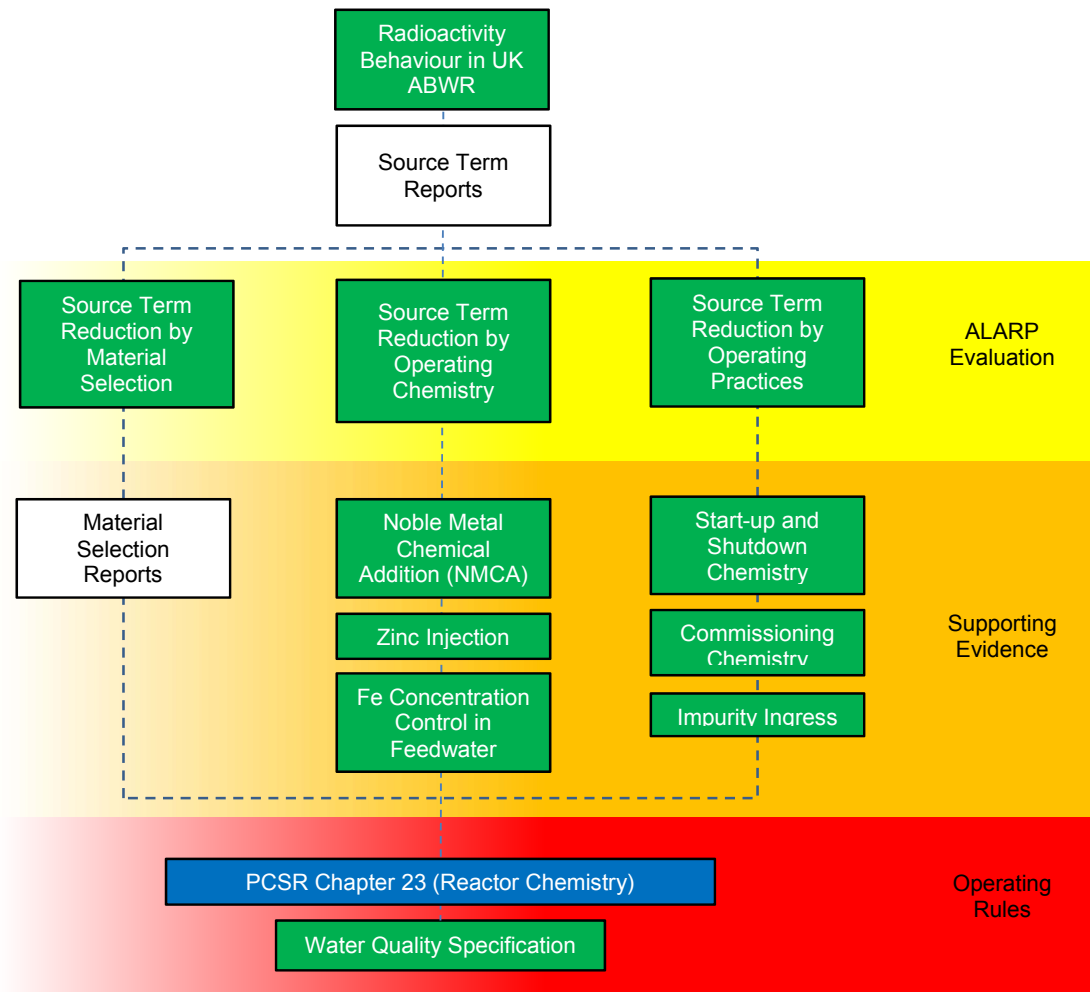 Radioactivity
Behaviour in UK
ABWR
Source Term
Reports
Source Term
Reduction by
Material
Selection
Source Term
Reduction by
Operating
Chemistry
Source Term
Reduction by
Operating
Practices
ALARP
Evaluation
Material
Selection
Reports
Noble Metal
Chemical
Addition (NMCA)
Zinc Injection
Fe Concentration
Control in
Feedwater
Start-up and
Shutdown
Chemistry
Commissioning
Chemistry
Impurity Ingress
Supporting
Evidence
PCSR Chapter 23 (Reactor Chemistry)
Water Quality Specification
Operating
Rules